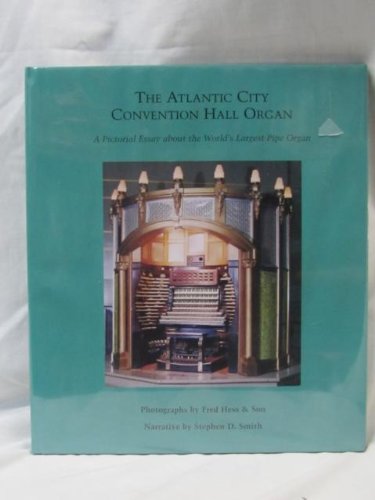 THE ATLANTIC CITY
CONVENTION HALL ORGAN
A Pictorial Essay about the World's Largest Pipe Organ
Photographs by Fred Hess & Son
Narrative by Stephen D. Smith